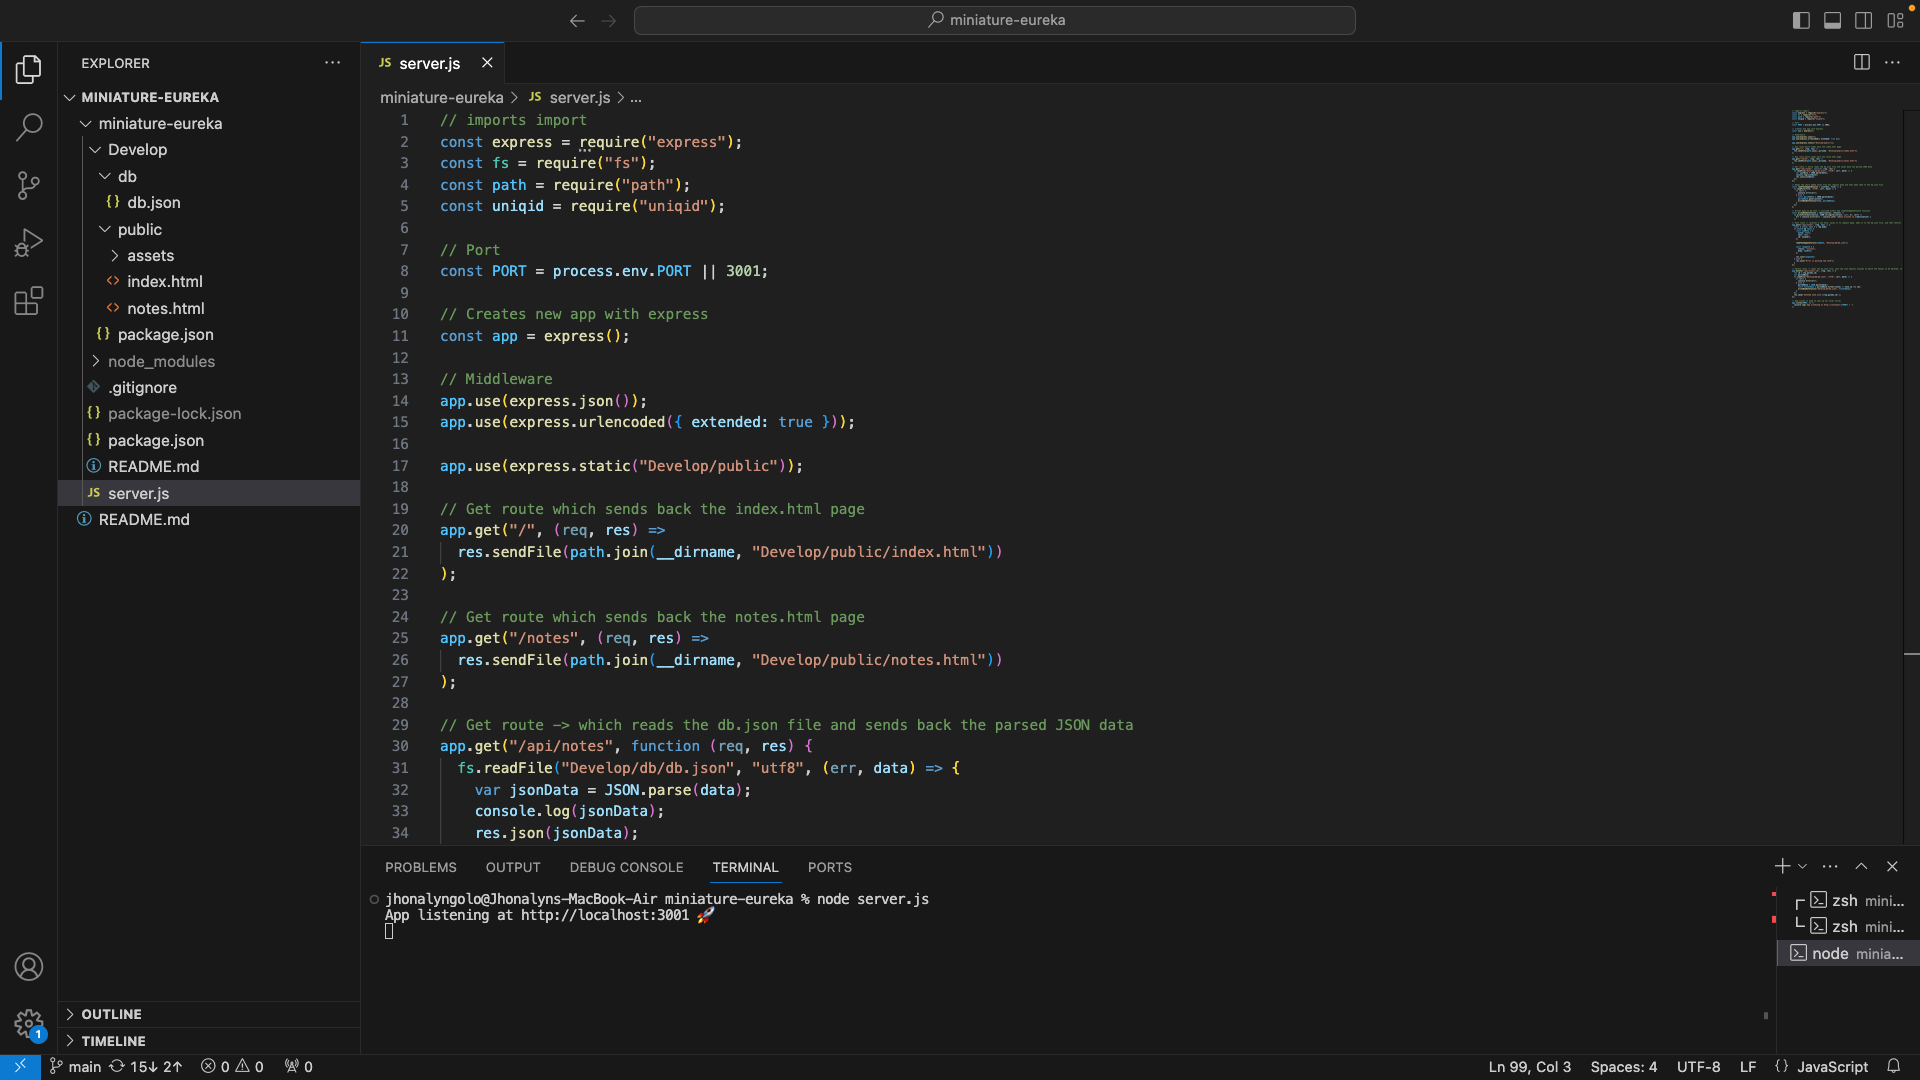 miniature-eureka
EXPLORER
MINIATURE-EUREKA
miniature-eureka
Develop
db
{} db.json
public
assets
<> index.html
<> notes.html
{} package.json
node_modules
.gitignore
{} package-lock.json
{} package.json
README.md
JS server.js
README.md
OUTLINE
TIMELINE
JS server.js
miniature-eureka > JS server.js > ...
1 // imports import
2 const express = require("express");
3 const fs = require("fs");
4 const path = require("path");
5 const uniqid = require("uniqid");
6
7 // Port
8 const PORT = process.env.PORT || 3001;
9
10 // Creates new app with express
11 const app = express();
12
13 // Middleware
14 app.use(express.json());
15 app.use(express.urlencoded({ extended: true }));
16
17 app.use(express.static("Develop/public"));
18
19 // Get route which sends back the index.html page
20 app.get("/", (req, res) =>
21 res.sendFile(path.join(__dirname, "Develop/public/index.html"))
22 );
23
24 // Get route which sends back the notes.html page
25 app.get("/notes", (req, res) =>
26 res.sendFile(path.join(__dirname, "Develop/public/notes.html"))
27 );
28
29 // Get route -> which reads the db.json file and sends back the parsed JSON data
30 app.get("/api/notes", function (req, res) {
31 fs.readFile("Develop/db/db.json", "utf8", (err, data) => {
32 var jsonData = JSON.parse(data);
33 console.log(jsonData);
34 res.json(jsonData);
PROBLEMS OUTPUT DEBUG CONSOLE TERMINAL PORTS
jhonalyngolo@Jhonalyns-MacBook-Air miniature-eureka % node server.js
App listening at http://localhost:3001 🚀
zsh mini...
zsh mini...
node minia...
1
main 15↓ 2↑ 0 0 0
Ln 99, Col 3 Spaces: 4 UTF-8 LF {} JavaScript